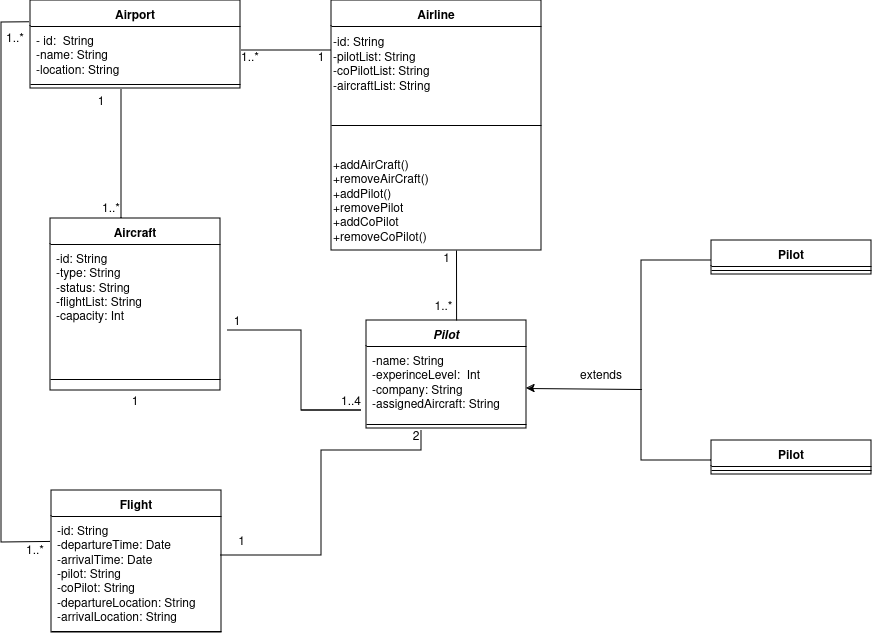 Airport
- id:  String
-name: String
-location: String
1..*
1..*
1
Airline
-id: String
-pilotList: String
-coPilotList: String
-aircraftList: String
+addAirCraft()
+removeAirCraft()
+addPilot()
+removePilot
+addCoPilot
+removeCoPilot()
1
1
1..*
1..*
Aircraft
-id: String
-type: String
-status: String
-flightList: String
-capacity: Int
1
1
1..4
Pilot
-name: String
-experinceLevel:  Int
-company: String
-assignedAircraft: String
2
extends
Pilot
Pilot
Flight
-id: String
-departureTime: Date
-arrivalTime: Date
-pilot: String
-coPilot: String
-departureLocation: String
-arrivalLocation: String
1..*
1